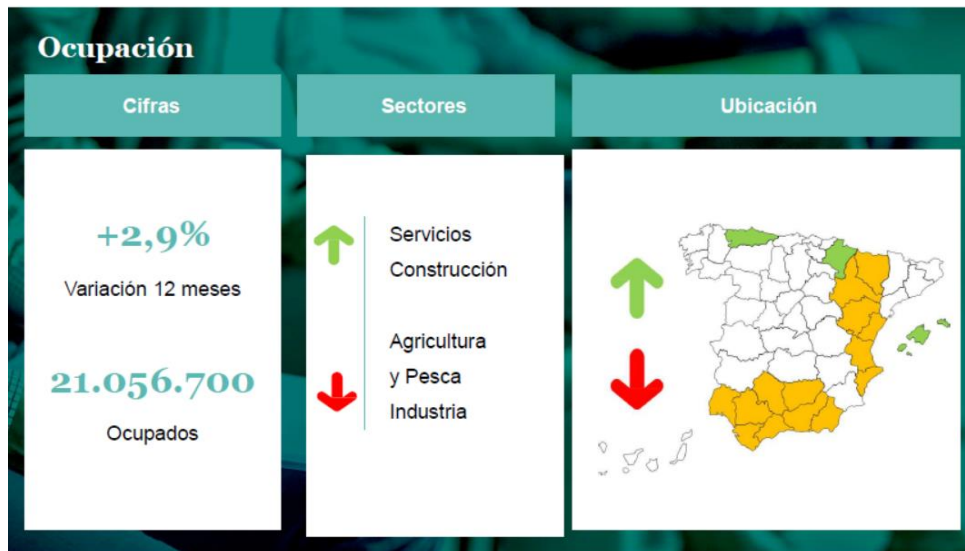 Ocupación
Cifras
Sectores
Ubicación
+2,9%
Variación 12 meses
21.056.700
Ocupados
Servicios
Construcción
Agricultura
y Pesca
Industria